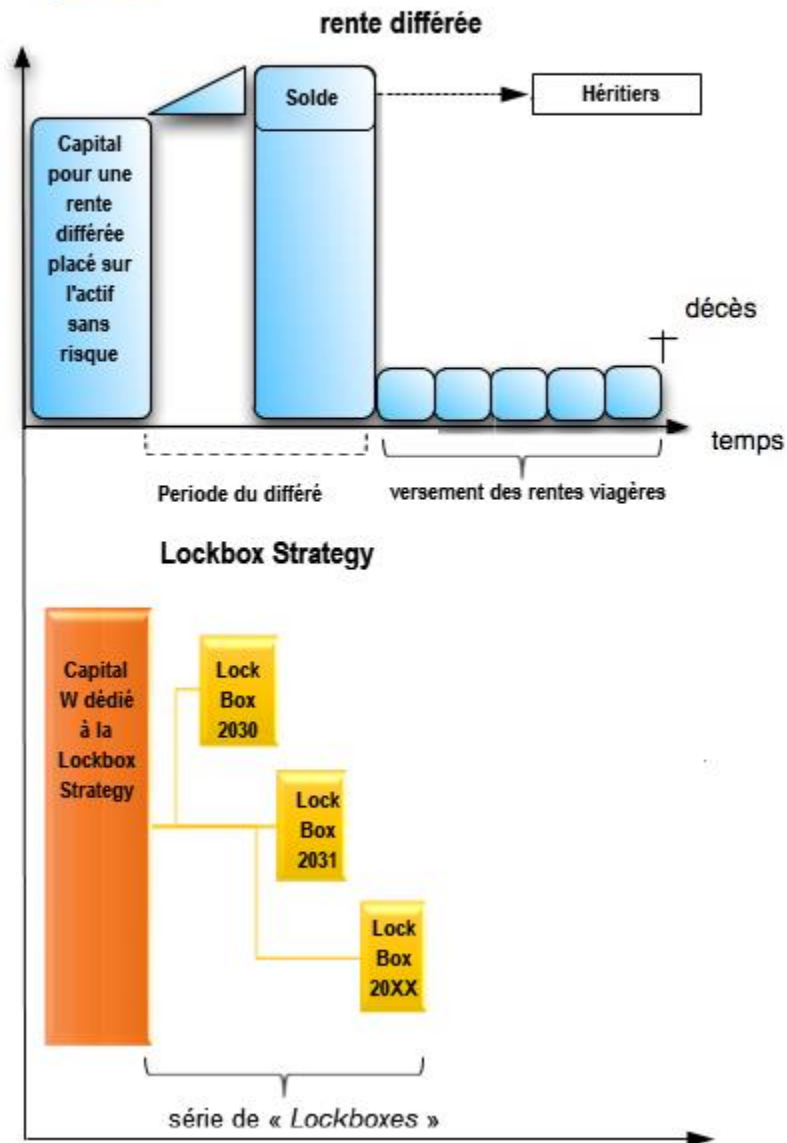 rente différée
Solde
Héritiers
Capital
pour une
rente
différée
placé sur
l'actif
sans
risque
décès
temps
Periode du différé
versement des rentes viagères
Lockbox Strategy
Capital
W dédié
à la
Lockbox
Strategy
Lock
Box
2030
Lock
Box
2031
Lock
Box
20XX
série de « Lockboxes »